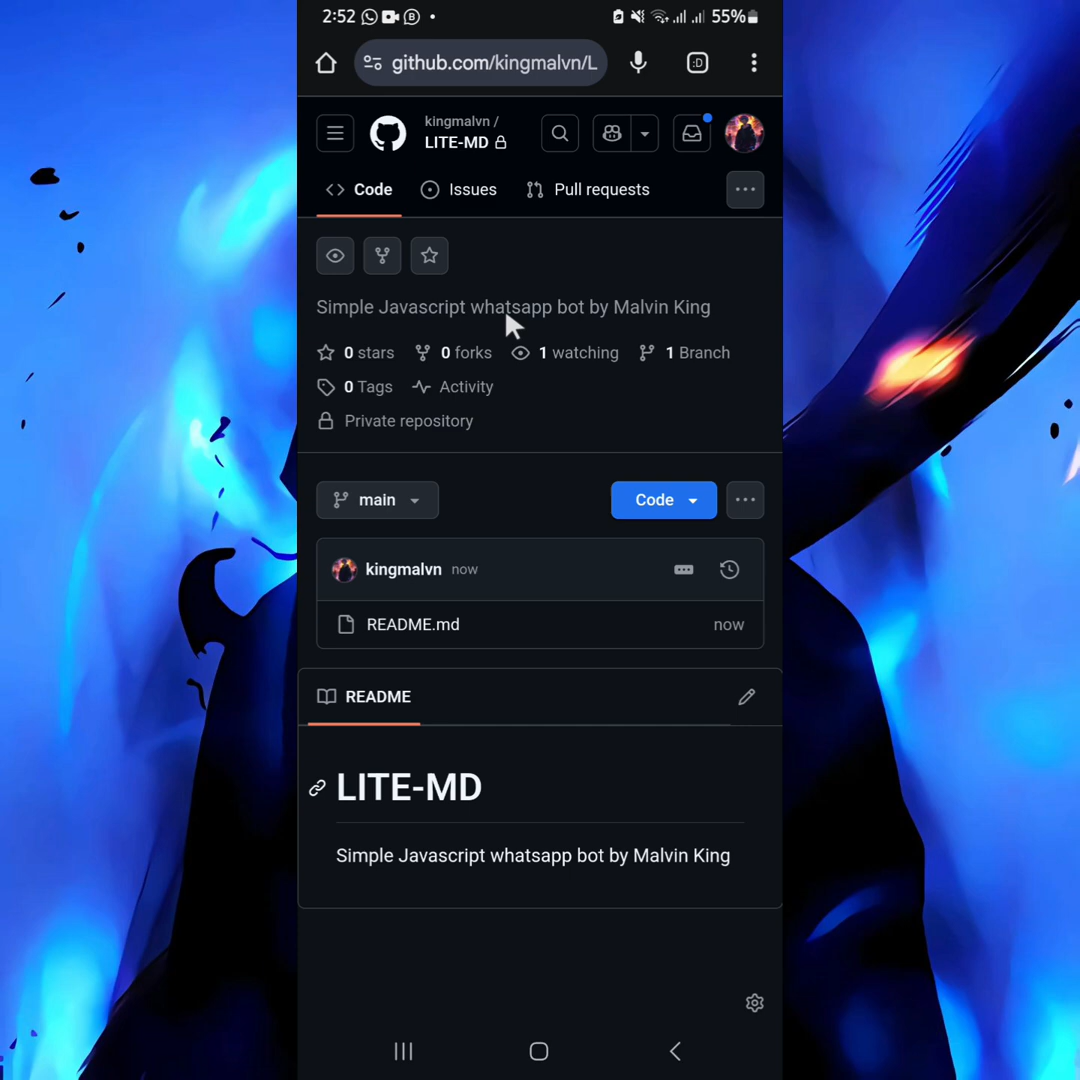 2:52 55%
github.com/kingmalvn/L :D
kingmalvn /
LITE-MD
Code Issues Pull requests
Simple Javascript whatsapp bot by Malvin King
0 stars 0 forks 1 watching 1 Branch
0 Tags Activity
Private repository
main Code
kingmalvn now
README.md now
README
LITE-MD
Simple Javascript whatsapp bot by Malvin King